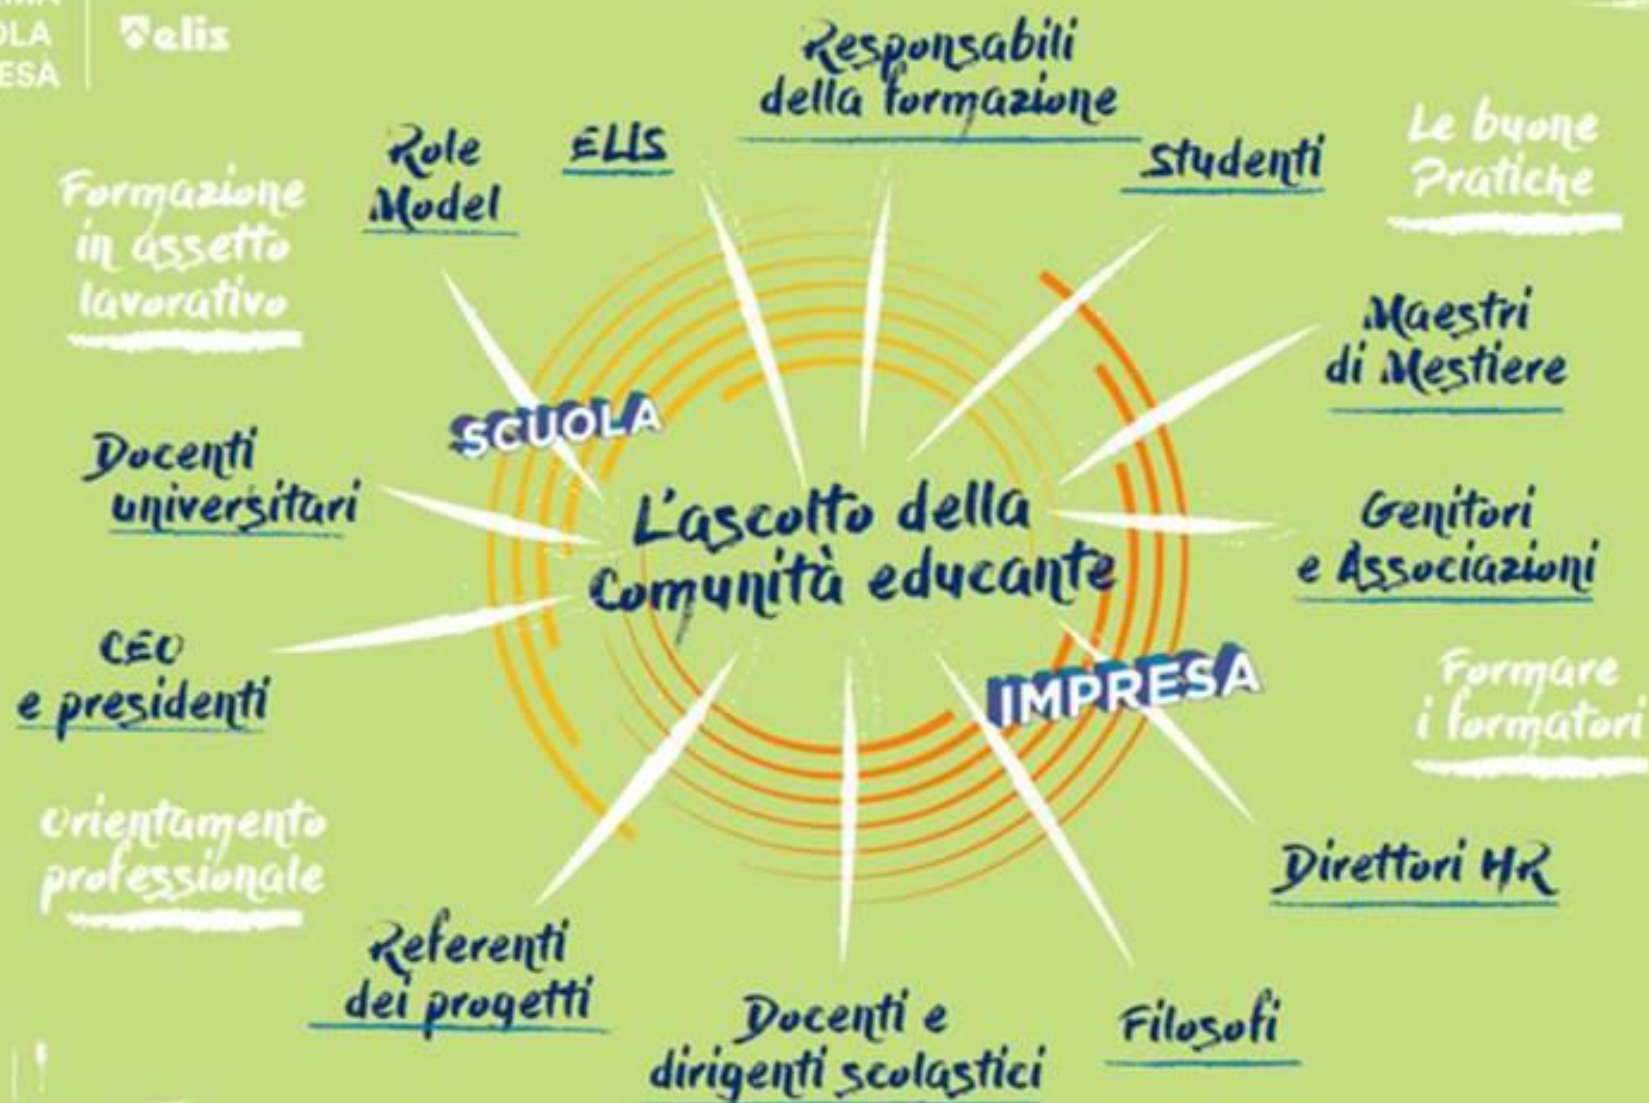 elis
Responsabili
della formazione
Role
Model
ELIS
Studenti
Le buone
Pratiche
Formazione
in assetto
lavorativo
Maestri
di Mestiere
SCUOLA
Docenti
universitari
L'ascolto della
Comunità educante
Genitori
e Associazioni
CEO
e presidenti
IMPRESA
Formare
i formatori
Orientamento
professionale
Direttori HR
Referenti
dei progetti
Docenti e
dirigenti scolastici
Filosofi